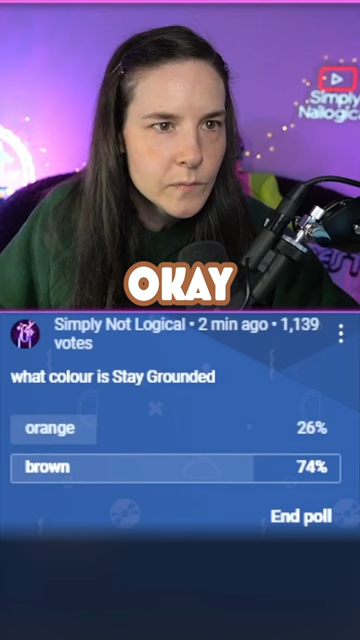 Simply
Nailogical
OKAY
Simply Not Logical • 2 min ago • 1,139
votes
what colour is Stay Grounded
orange 26%
brown 74%
End poll